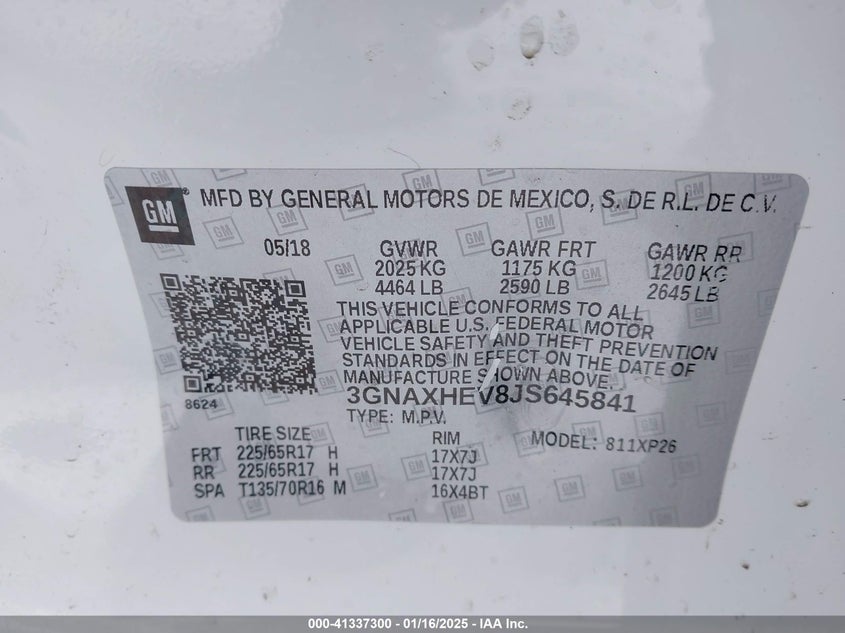 GM ® MFD BY GENERAL MOTORS DE MEXICO, S. DE R.L. DE C.V.
05/18 GVWR GAWR FRT GAWR RR
2025 KG 1175 KG 1200 KG
4464 LB 2590 LB 2645 LB
THIS VEHICLE CONFORMS TO ALL
APPLICABLE U.S. FEDERAL MOTOR
VEHICLE SAFETY AND THEFT PREVENTION
STANDARDS IN EFFECT ON THE DATE OF
MANUFACTURE SHOWN ABOVE.
8624
3GNAXHEV8JS645841
TYPE: M.P.V.
TIRE SIZE RIM MODEL: 811XP26
FRT 225/65R17 H 17X7J
RR 225/65R17 H 17X7J
SPA T135/70R16 M 16X4BT
000-41337300 - 01/16/2025 - IAA Inc.